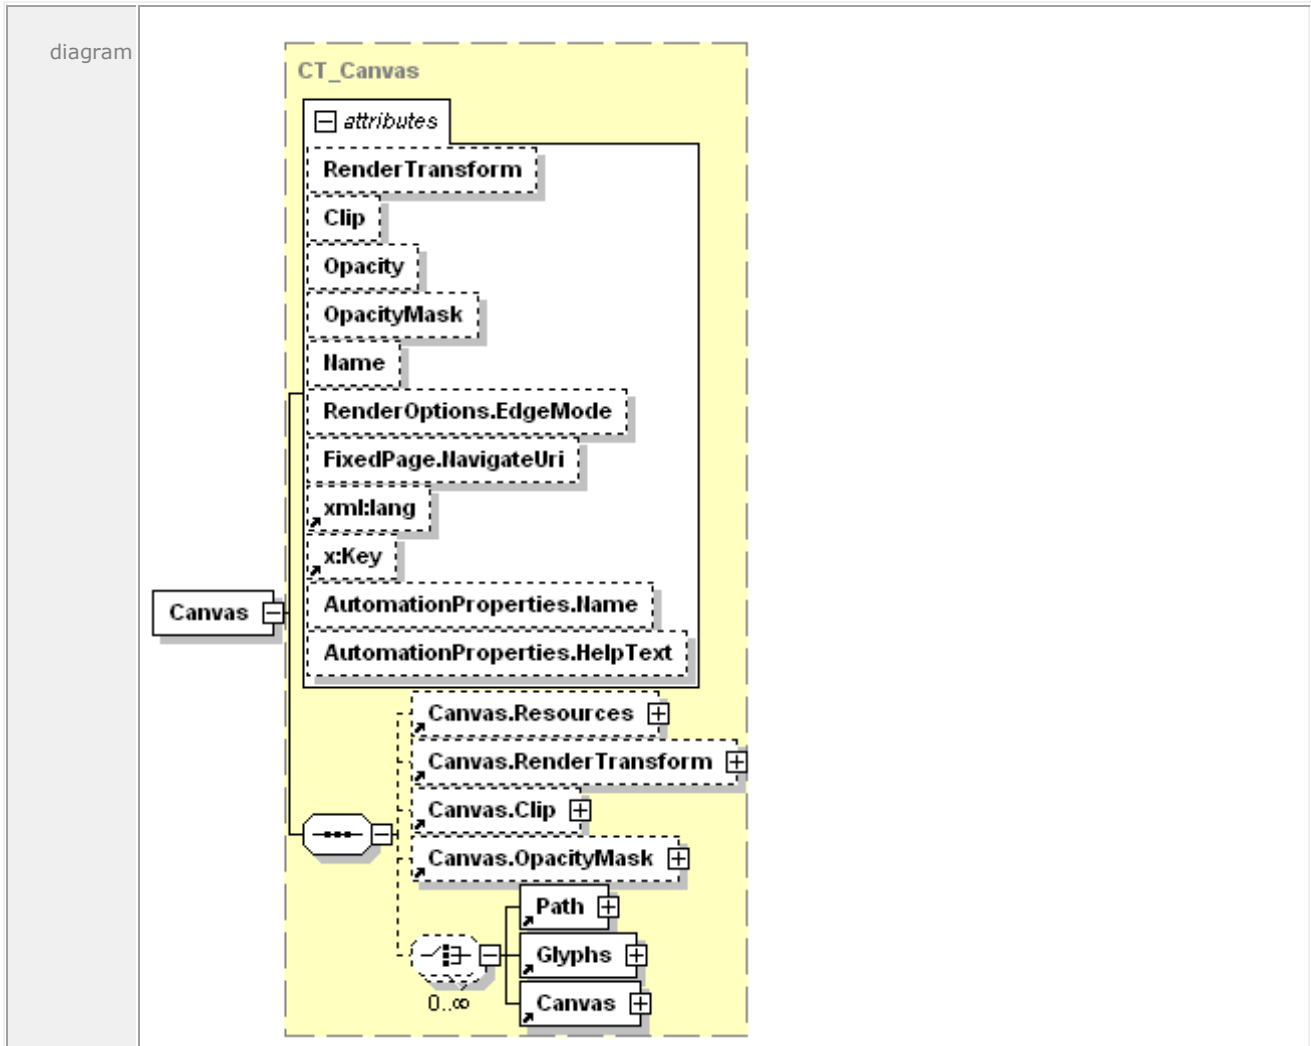 diagram
CT_Canvas
attributes
RenderTransform
Clip
Opacity
OpacityMask
Name
RenderOptions.EdgeMode
FixedPage.NavigateUri
xml:lang
x:Key
AutomationProperties.Name
AutomationProperties.HelpText
Canvas
Canvas.Resources
Canvas.RenderTransform
Canvas.Clip
Canvas.OpacityMask
Path
Glyphs
Canvas
0..∞